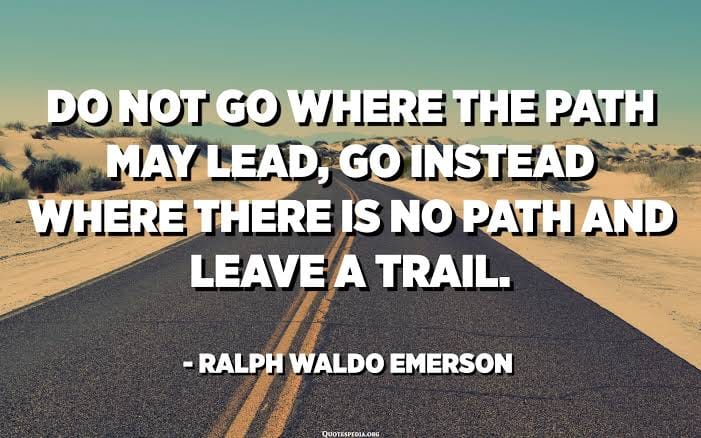 DO NOT GO WHERE THE PATH
MAY LEAD, GO INSTEAD
WHERE THERE IS NO PATH AND
LEAVE A TRAIL.
- RALPH WALDO EMERSON
QUOTESPEDIA.ORG